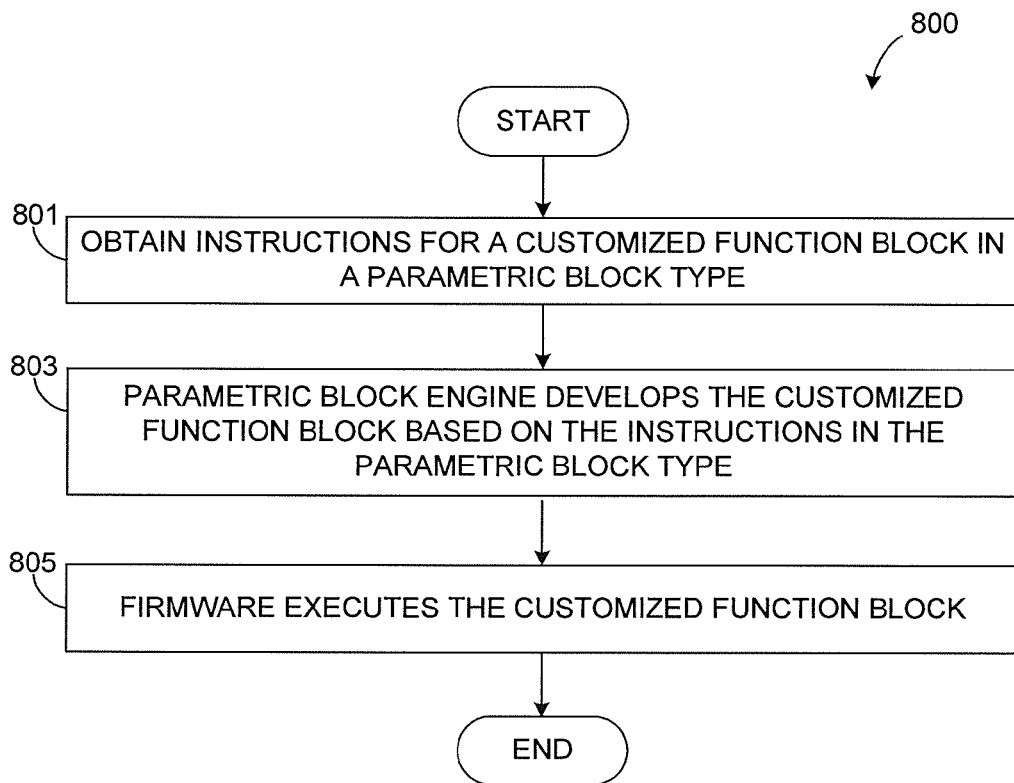 800
START
801
OBTAIN INSTRUCTIONS FOR A CUSTOMIZED FUNCTION BLOCK IN
A PARAMETRIC BLOCK TYPE
803
PARAMETRIC BLOCK ENGINE DEVELOPS THE CUSTOMIZED
FUNCTION BLOCK BASED ON THE INSTRUCTIONS IN THE
PARAMETRIC BLOCK TYPE
805
FIRMWARE EXECUTES THE CUSTOMIZED FUNCTION BLOCK
END